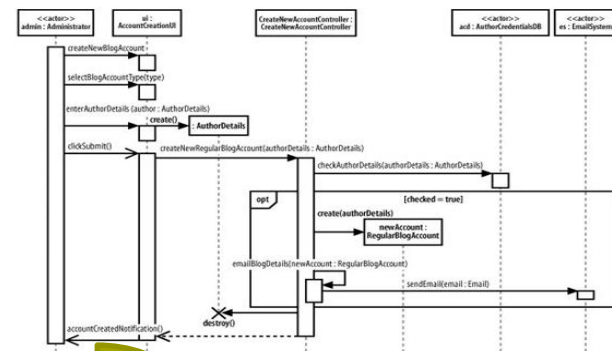 <<actor>>
admin : Administrator
ui :
AccountCreationUI
CreateNewAccountController :
CreateNewAccountController
<<actor>>
acd : AuthorCredentialsDB
<<actor>>
es : EmailSystem
createNewBlogAccount
selectBlogAccountType(type)
enterAuthorDetails (author : AuthorDetails)
create()
: AuthorDetails
clickSubmit()
createNewRegularBlogAccount(authorDetails : AuthorDetails)
checkAuthorDetails(authorDetails : AuthorDetails)
opt
[checked = true]
create(authorDetails)
newAccount :
RegularBlogAccount
emailBlogDetails(newAccount : RegularBlogAccount)
sendEmail(email : Email)
destroy()
accountCreatedNotification()